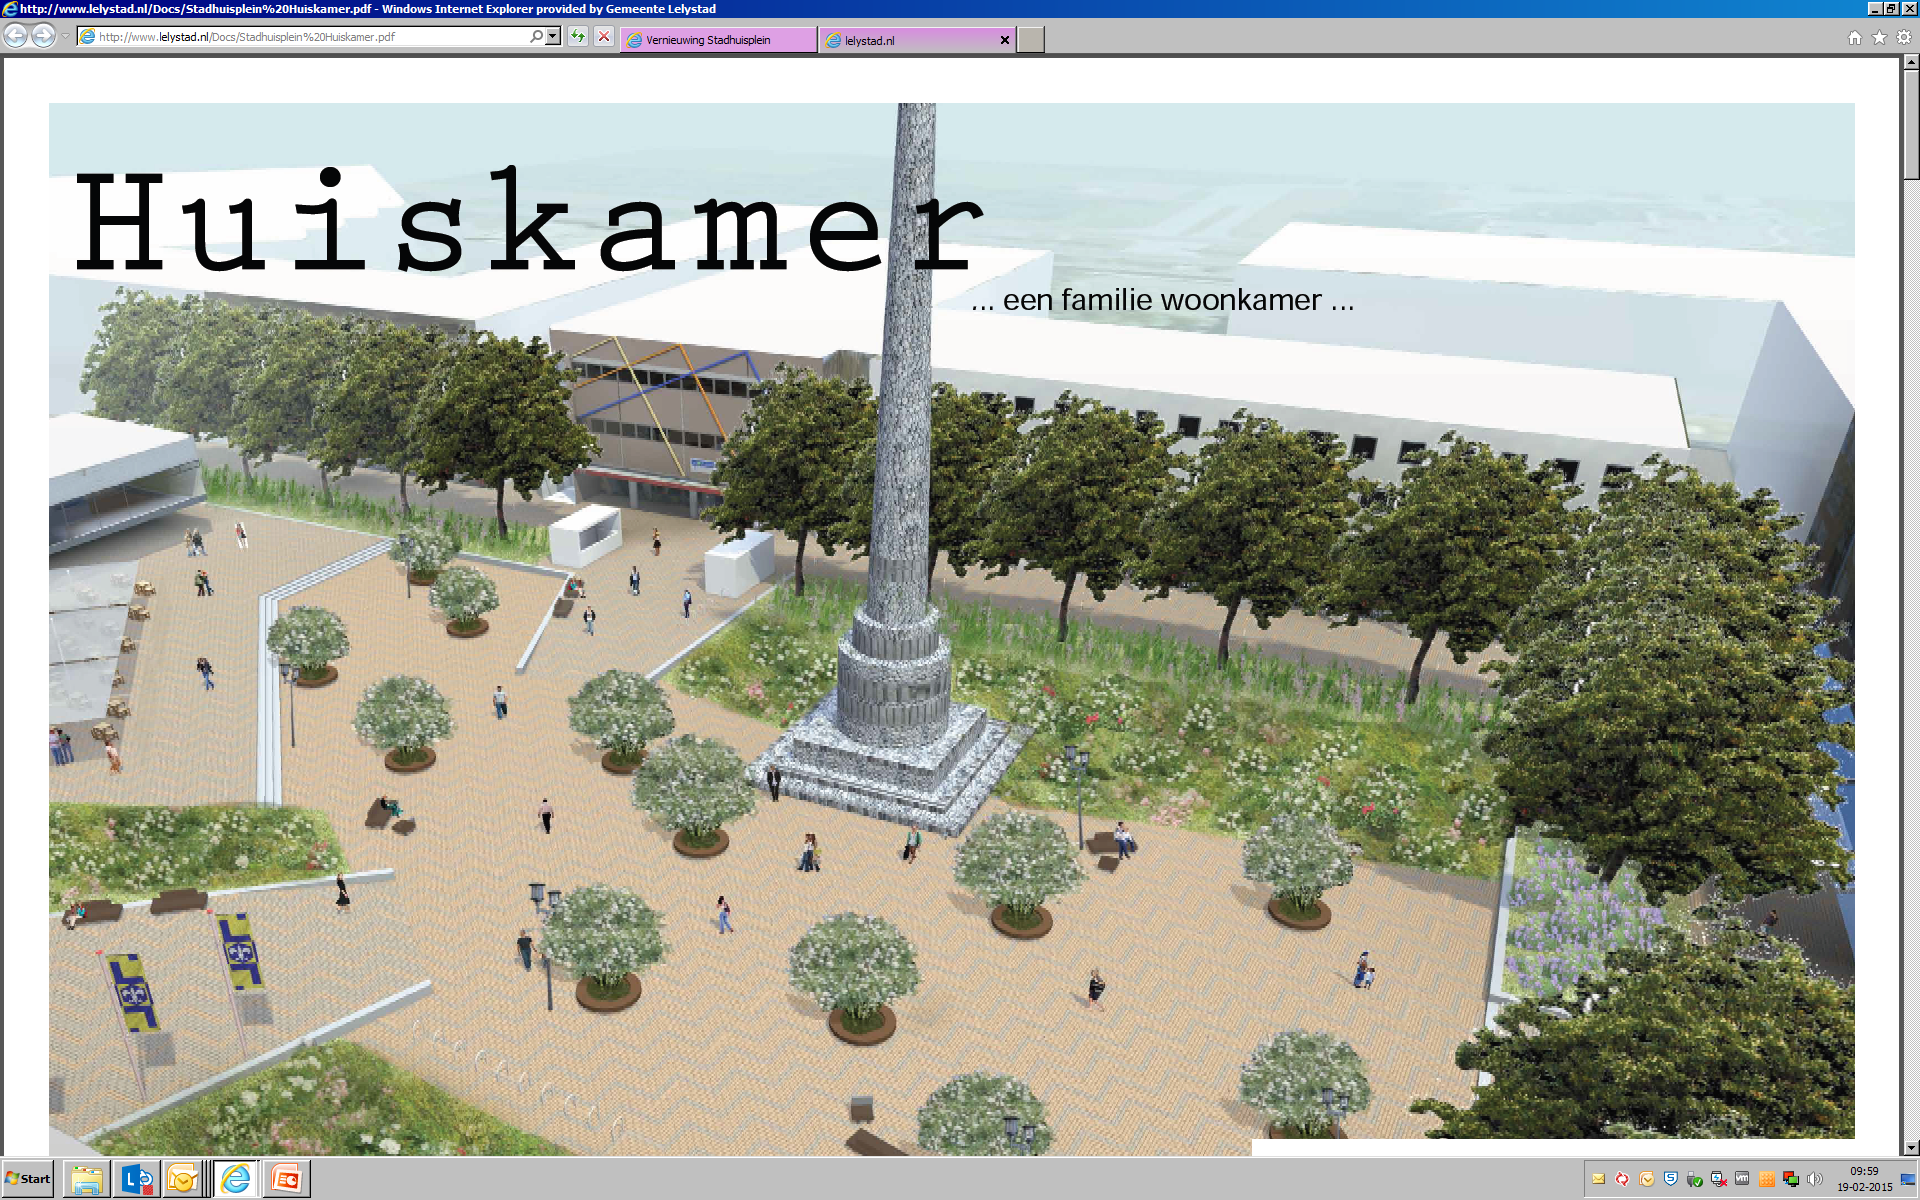 http://www.lelystad.nl/Docs/Stadhuisplein%20Huiskamer.pdf - Windows Internet Explorer provided by Gemeente Lelystad
http://www.lelystad.nl/Docs/Stadhuisplein%20Huiskamer.pdf
Vernieuwing Stadhuisplein
lelystad.nl
Huiskamer
... een familie woonkamer ...
Start
09:59
19-02-2015